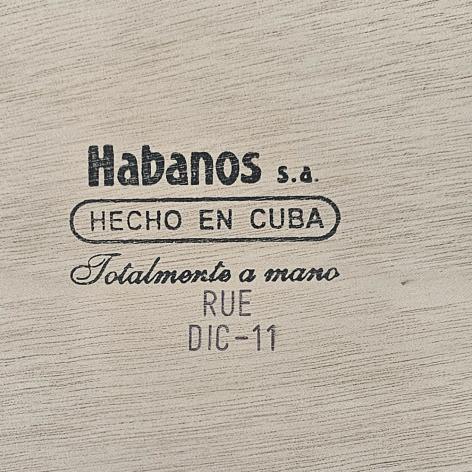 Habanos s.a.
HECHO EN CUBA
Totalmente a mano
RUE
DIC-11